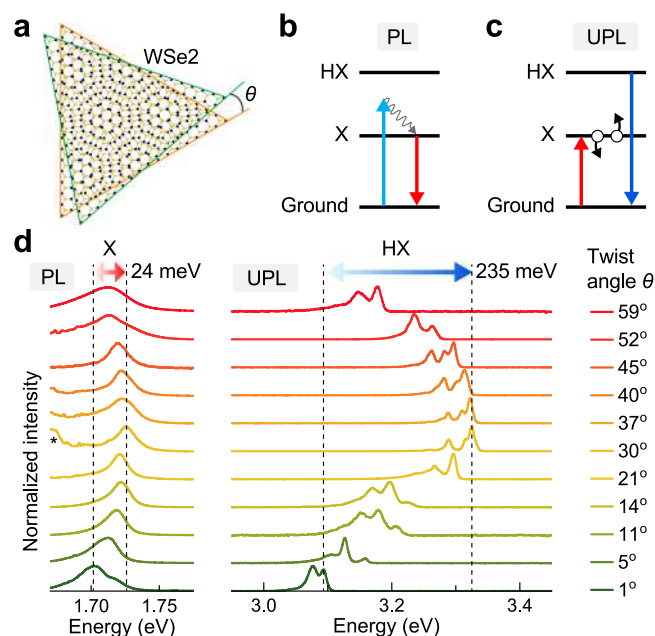 a
WSe2
θ
b
PL
HX
X
Ground
c
UPL
HX
X
Ground
d
PL
X
24 meV
UPL
HX
235 meV
Twist
angle θ
59°
52°
45°
40°
37°
30°
21°
14°
11°
5°
1°
*
Normalized intensity
1.70
1.75
3.0
3.2
3.4
Energy (eV)
Energy (eV)